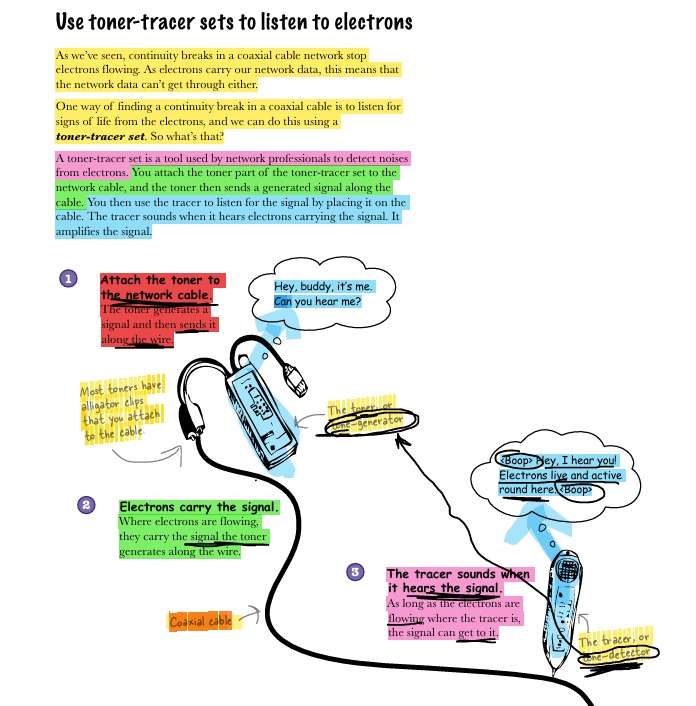 Use toner-tracer sets to listen to electrons
As we've seen, continuity breaks in a coaxial cable network stop
electrons flowing. As electrons carry our network data, this means that
the network data can't get through either.
One way of finding a continuity break in a coaxial cable is to listen for
signs of life from the electrons, and we can do this using a
toner-tracer set. So what's that?
A toner-tracer set is a tool used by network professionals to detect noises
from electrons. You attach the toner part of the toner-tracer set to the
network cable, and the toner then sends a generated signal along the
cable. You then use the tracer to listen for the signal by placing it on the
cable. The tracer sounds when it hears electrons carrying the signal. It
amplifies the signal.
1
Attach the toner to
the network cable.
The toner generates a
signal and then sends it
along the wire.
Hey, buddy, it's me.
Can you hear me?
Most toners have
alligator clips
that you attach
to the cable.
The toner, or
tone-generator
<Boop> Hey, I hear you!
Electrons live and active
round here. <Boop>
2
Electrons carry the signal.
Where electrons are flowing,
they carry the signal the toner
generates along the wire.
3
The tracer sounds when
it hears the signal.
As long as the electrons are
flowing where the tracer is,
the signal can get to it.
Coaxial cable
The tracer, or
tone-detector